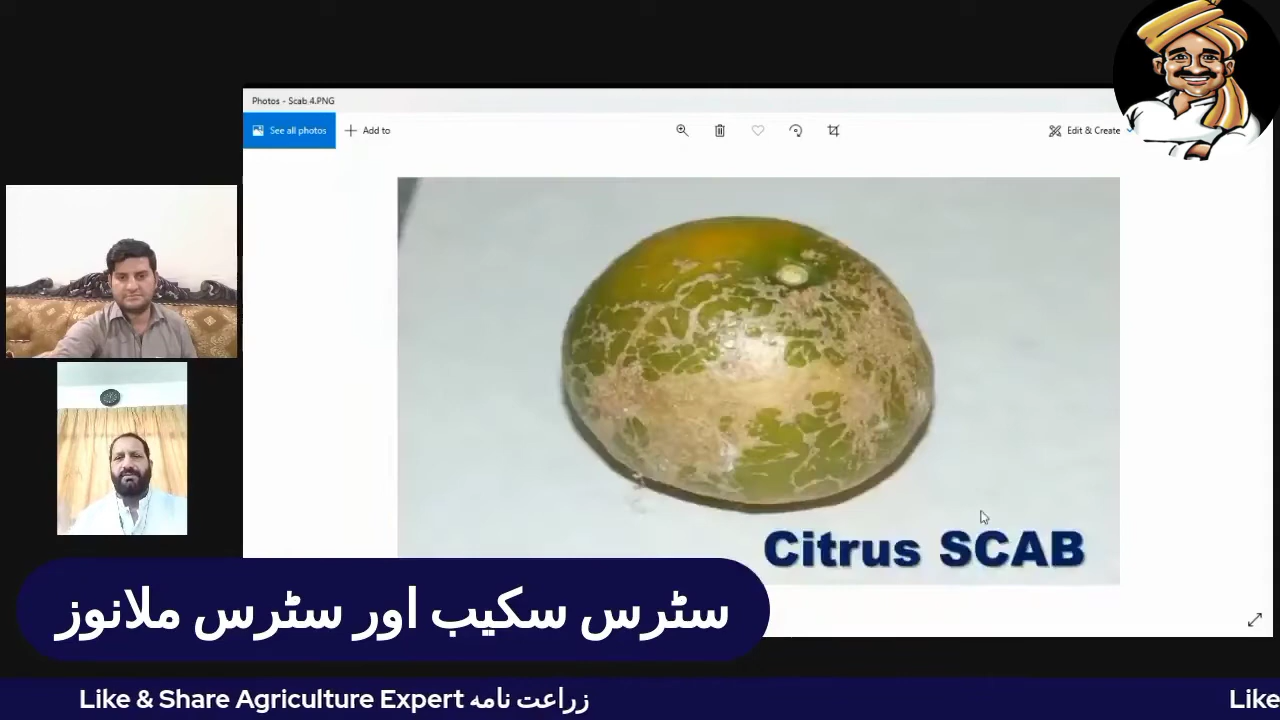 Photos - Scab 4.PNG
See all photos
Add to
Edit & Create
Citrus SCAB
سٹرس سکیب اور سٹرس ملانوز
Like & Share Agriculture Expert زراعت نامہ
Like